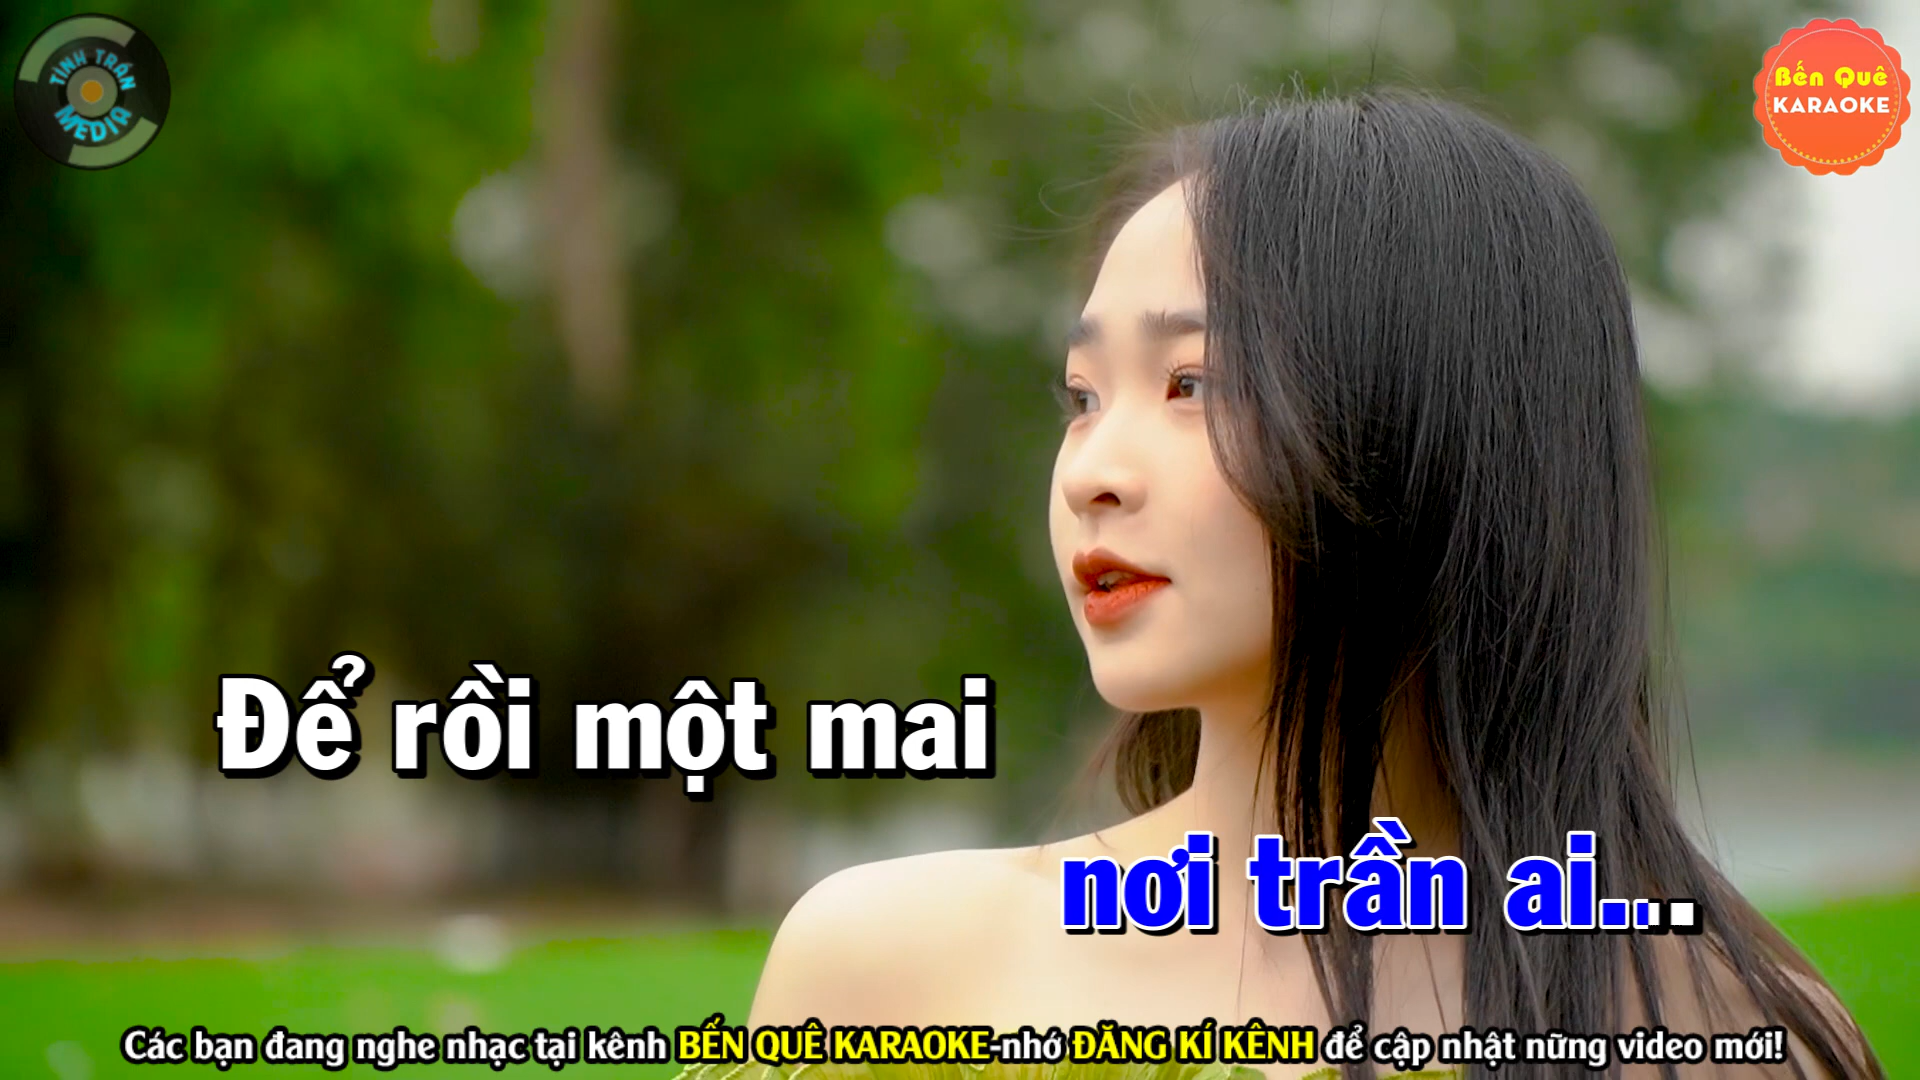 TÌNH TRẦN
MEDIA
Bến Quê
KARAOKE
Để rồi một mai
nơi trần ai...
Các bạn đang nghe nhạc tại kênh BẾN QUÊ KARAOKE-nhớ ĐĂNG KÍ KÊNH để cập nhật nững video mới!